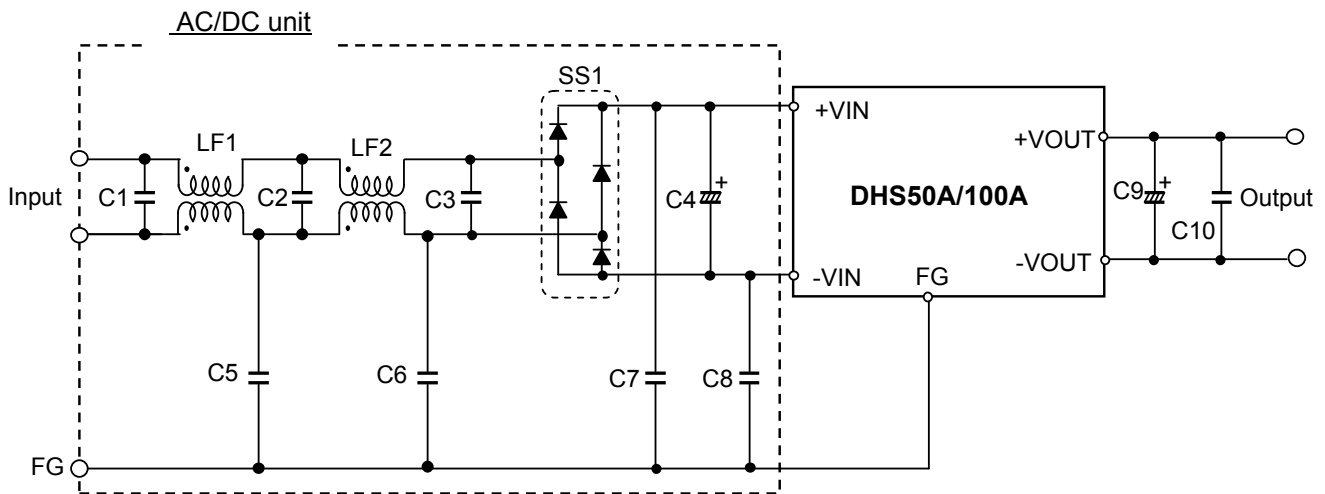 AC/DC unit
SS1
+VIN
LF1
LF2
+VOUT
Input
C1
C2
C3
C4
+
DHS50A/100A
C9
+
Output
C10
-VIN
FG
-VOUT
C5
C6
C7
C8
FG